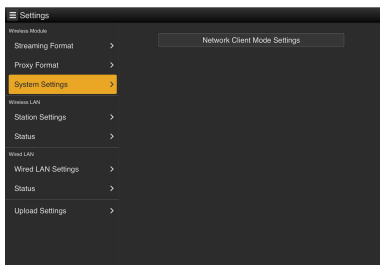 Settings
Wireless Module
Streaming Format
Proxy Format
System Settings
Wireless LAN
Station Settings
Status
Wired LAN
Wired LAN Settings
Status
Upload Settings
Network Client Mode Settings